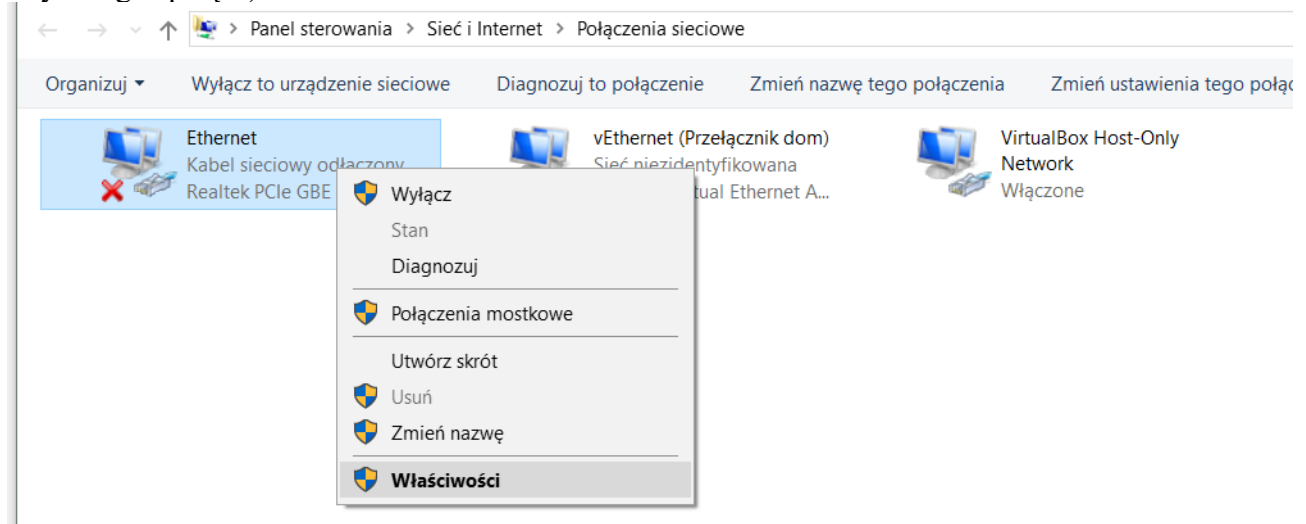 Panel sterowania > Sieć i Internet > Połączenia sieciowe
Organizuj Wyłącz to urządzenie sieciowe Diagnozuj to połączenie Zmień nazwę tego połączenia Zmień ustawienia tego
Ethernet
Kabel sieciowy odłączony
Realtek PCIe GBE
vEthernet (Przełącznik dom)
Sieć niezidentyfikowana
Ethernet A...
VirtualBox Host-Only
Network
Włączone
Wyłącz
Stan
Diagnozuj
Połączenia mostkowe
Utwórz skrót
Usuń
Zmień nazwę
Właściwości